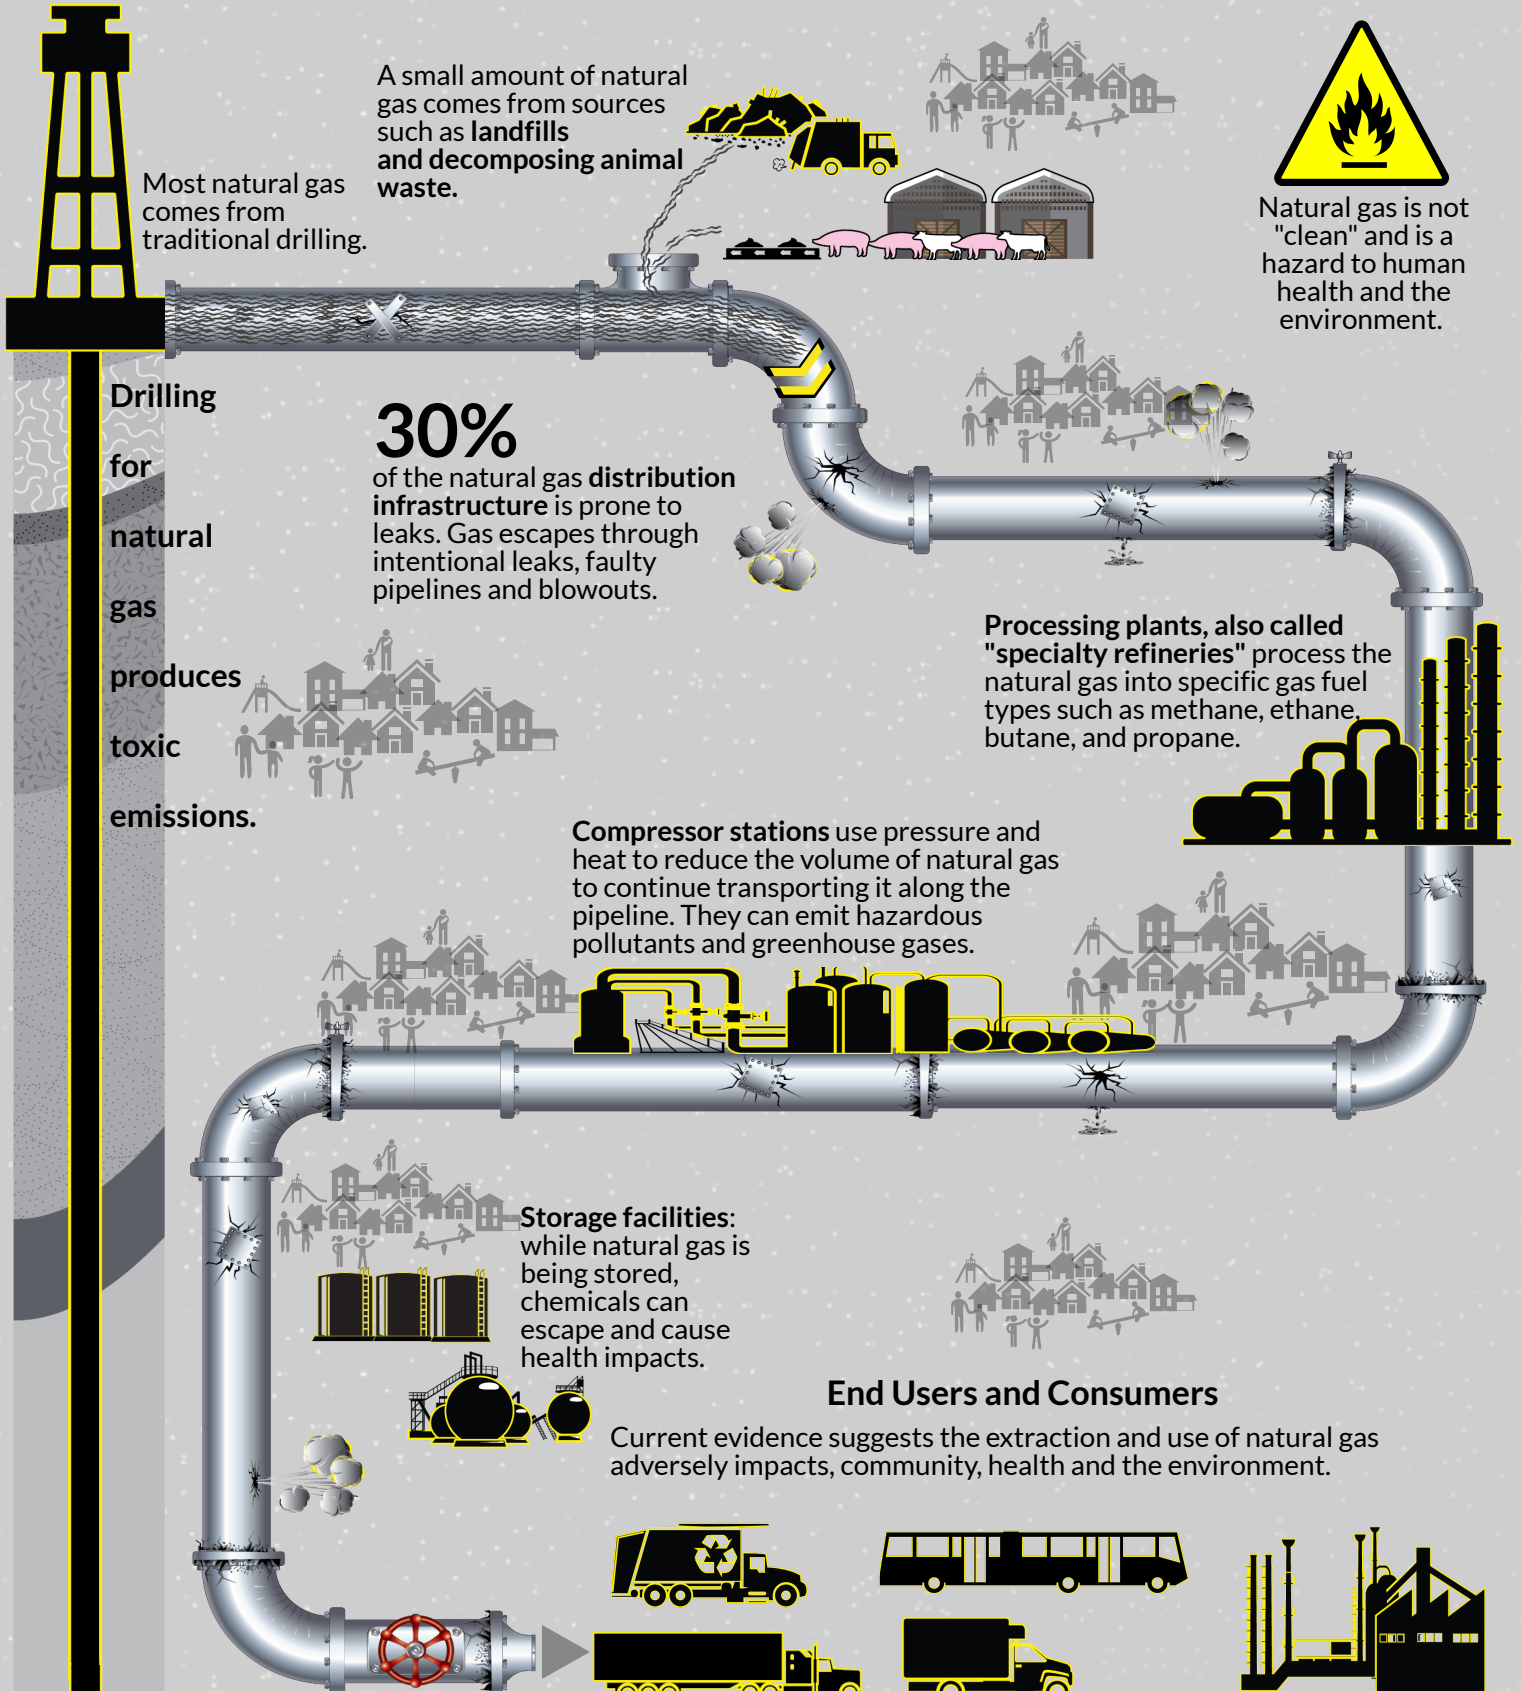 A small amount of natural
gas comes from sources
such as landfills
and decomposing animal
waste.
Most natural gas
comes from
traditional drilling.
Natural gas is not
"clean" and is a
hazard to human
health and the
environment.
Drilling
for
natural
gas
produces
toxic
emissions.
30%
of the natural gas distribution
infrastructure is prone to
leaks. Gas escapes through
intentional leaks, faulty
pipelines and blowouts.
Processing plants, also called
"specialty refineries" process the
natural gas into specific gas fuel
types such as methane, ethane,
butane, and propane.
Compressor stations use pressure and
heat to reduce the volume of natural gas
to continue transporting it along the
pipeline. They can emit hazardous
pollutants and greenhouse gases.
Storage facilities:
while natural gas is
being stored,
chemicals can
escape and cause
health impacts.
End Users and Consumers
Current evidence suggests the extraction and use of natural gas
adversely impacts, community, health and the environment.